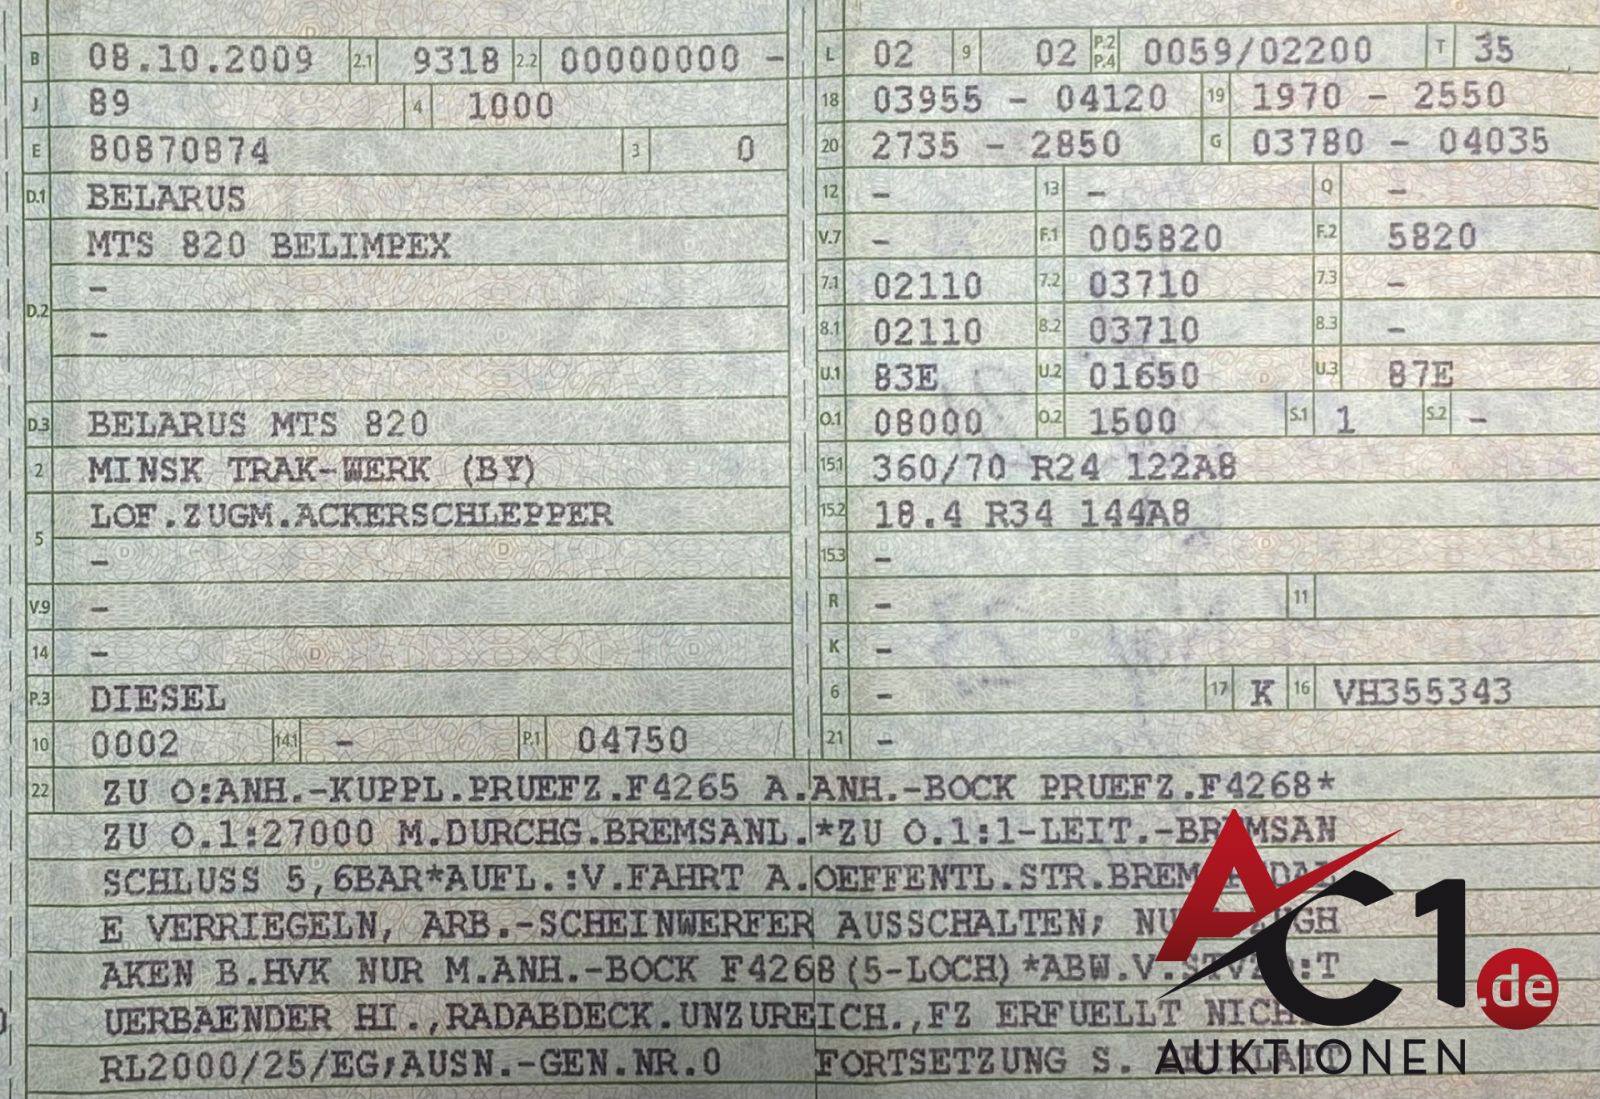 B 08.10.2009 2.1 9318 2.2 00000000 -
J 89 4 1000
E 80870874 3 0
D.1 BELARUS
MTS 820 BELIMPEX
D.2 -
-
D.3 BELARUS MTS 820
2 MINSK TRAK-WERK (BY)
LOF.ZUGM.ACKERSCHLEPPER
5 -
V.9 -
14 -
P.3 DIESEL
10 0002 14.1 - P.1 04750
L 02 9 02 P.2 P.4 0059/02200 T 35
18 03955 - 04120 19 1970 - 2550
20 2735 - 2850 G 03780 - 04035
12 - 13 - Q -
V.7 - F.1 005820 F.2 5820
7.1 02110 7.2 03710 7.3 -
8.1 02110 8.2 03710 8.3 -
U.1 83E U.2 01650 U.3 87E
O.1 08000 O.2 1500 S.1 1 S.2 -
15.1 360/70 R24 122A8
15.2 18.4 R34 144A8
15.3 -
R - 11
K -
6 - 17 K 16 VH355343
21 -
22 ZU O:ANH.-KUPPL.PRUEFZ.F4265 A.ANH.-BOCK PRUEFZ.F4268*
ZU O.1:27000 M.DURCHG.BREMSANL.*ZU O.1:1-LEIT.-BREMSAN
SCHLUSS 5,6BAR*AUFL.:V.FAHRT A.OEFFENTL.STR.
E VERRIEGELN, ARB.-SCHEINWERFER AUSSCHALTEN;
AKEN B.HVK NUR M.ANH.-BOCK F4268(5-LOCH)*ABW.V.
UERBAENDER HI.,RADABDECK.UNZUREICH.,FZ ERFUELLT
RL2000/25/EG;AUSN.-GEN.NR.0 FORTSETZUNG S.
AC1.de
AUKTIONEN